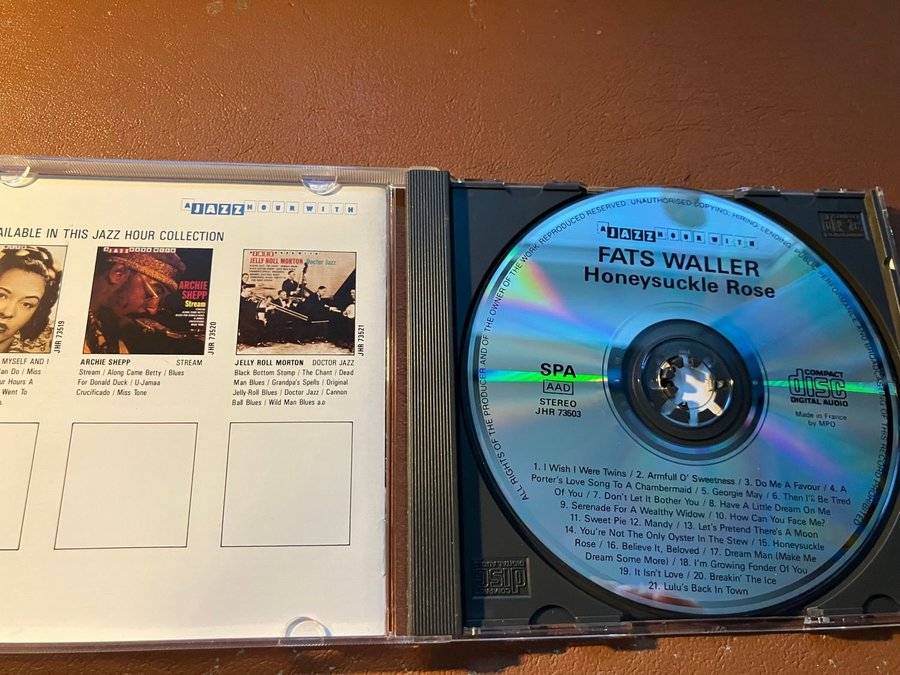 A JAZZ HOUR WITH
AILABLE IN THIS JAZZ HOUR COLLECTION
JHR 73519
A JAZZ HOUR WITH
ARCHIE
SHEPP
Stream
JHR 73520
A JAZZ HOUR WITH
JELLY ROLL MORTON Doctor Jazz
JHR 73521
MYSELF AND I
an Do / Miss
ur Hours A
Went To
o.
ARCHIE SHEPP STREAM
Stream / Along Came Betty / Blues
For Donald Duck / U-Jamaa
Crucificado / Miss Tone
JELLY ROLL MORTON DOCTOR JAZZ
Black Bottom Stomp / The Chant / Dead
Man Blues / Grandpa's Spells / Original
Jelly-Roll Blues / Doctor Jazz / Cannon
Ball Blues / Wild Man Blues a.o
ALL RIGHTS OF THE PRODUCER AND OF THE OWNER OF THE WORK REPRODUCED RESERVED. UNAUTHORISED COPYING, HIRING, LENDING, PUBLIC PERFORMANCE AND BROADCASTING OF THIS RECORD PROHIBITED
A JAZZ HOUR WITH
FATS WALLER
Honeysuckle Rose
SPA
AAD
STEREO
JHR 73503
COMPACT
disc
DIGITAL AUDIO
Made in France
by MPO
1. I Wish I Were Twins / 2. Armfull O' Sweetness / 3. Do Me A Favour / 4. A
Porter's Love Song To A Chambermaid / 5. Georgie May / 6. Then I'll Be Tired
Of You / 7. Don't Let It Bother You / 8. Have A Little Dream On Me
9. Serenade For A Wealthy Widow / 10. How Can You Face Me?
11. Sweet Pie 12. Mandy / 13. Let's Pretend There's A Moon
14. You're Not The Only Oyster In The Stew / 15. Honeysuckle
Rose / 16. Believe It, Beloved / 17. Dream Man (Make Me
Dream Some More) / 18. I'm Growing Fonder Of You
19. It Isn't Love / 20. Breakin' The Ice
21. Lulu's Back In Town
COMPACT
disc
DIGITAL AUDIO